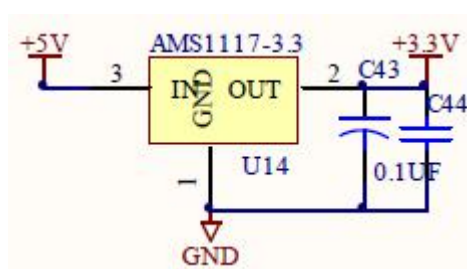 +5V AMS1117-3.3 +3.3V
3 IN GND OUT 2 C43
C44
1 U14 0.1UF
GND